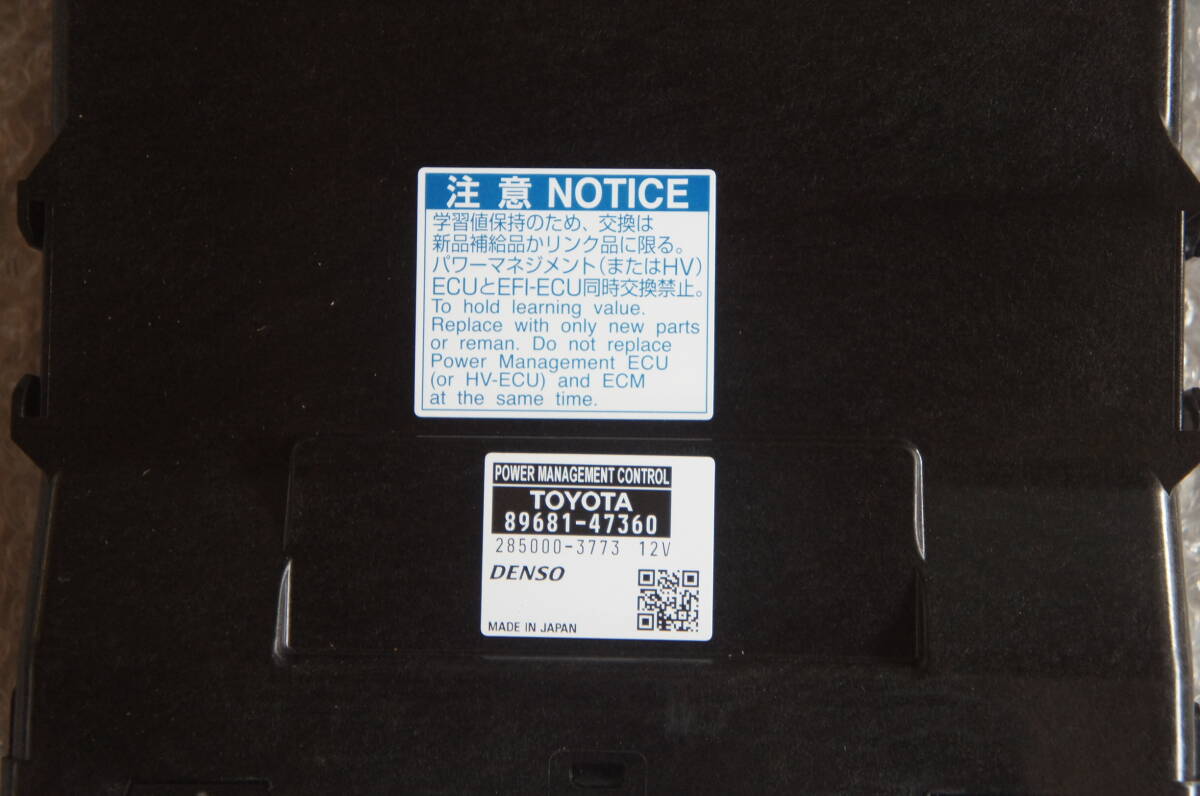 注意 NOTICE
学習値保持のため、交換は
新品補給品かリンク品に限る。
パワーマネジメント(またはHV)
ECUとEFI-ECU同時交換禁止。
To hold learning value.
Replace with only new parts
or reman. Do not replace
Power Management ECU
(or HV-ECU) and ECM
at the same time.
POWER MANAGEMENT CONTROL
TOYOTA
89681-47360
285000-3773 12V
DENSO
MADE IN JAPAN